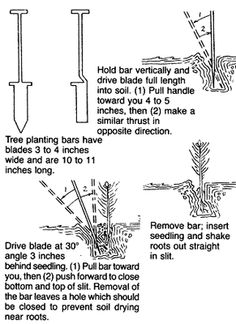 Tree planting bars have
blades 3 to 4 inches
wide and are 10 to 11
inches long.
1
2
Hold bar vertically and
drive blade full length
into soil. (1) Pull handle
toward you 4 to 5
inches, then (2) make a
similar thrust in
opposite direction.
Remove bar; insert
seedling and shake
roots out straight
in slit.
1
2
Drive blade at 30°
angle 3 inches
behind seedling. (1) Pull bar toward
you, then (2) push forward to close
bottom and top of slit. Removal of
the bar leaves a hole which should
be closed to prevent soil drying
near roots.